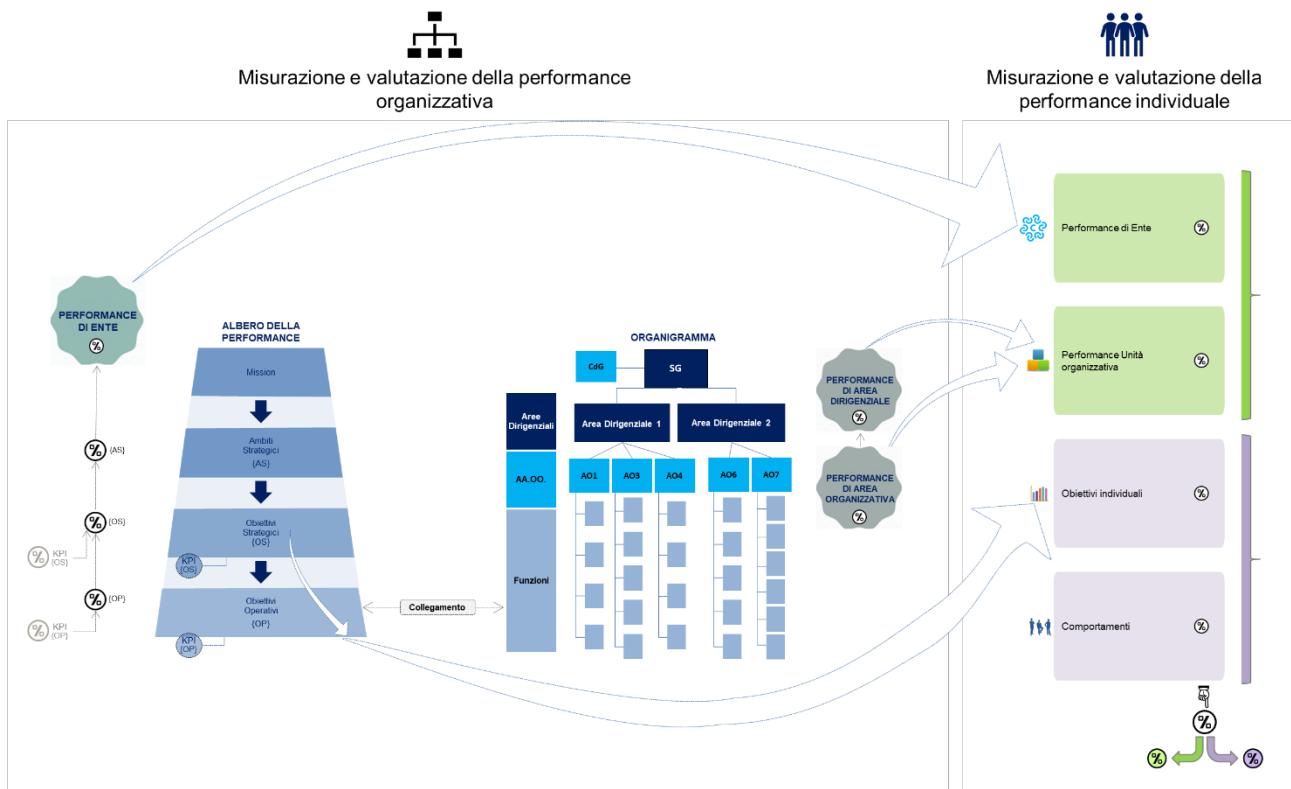 Misurazione e valutazione della performance
organizzativa
Misurazione e valutazione della
performance individuale
PERFORMANCE
DI ENTE
%
% {AS}
% {OS}
% KPI
{OS}
% {OP}
% KPI
{OP}
ALBERO DELLA
PERFORMANCE
Mission
Ambiti
Strategici
{AS}
Obiettivi
Strategici
{OS}
KPI
{OS}
Obiettivi
Operativi
{OP}
KPI
{OP}
Collegamento
ORGANIGRAMMA
CdG
SG
Aree
Dirigenziali
Area Dirigenziale 1
Area Dirigenziale 2
AA.OO.
AO1
AO3
AO4
AO6
AO7
Funzioni
PERFORMANCE
DI AREA
DIRIGENZIALE
%
PERFORMANCE
DI AREA
ORGANIZZATIVA
%
Performance di Ente
%
Performance Unità
organizzativa
%
Obiettivi individuali
%
Comportamenti
%
%
%
%